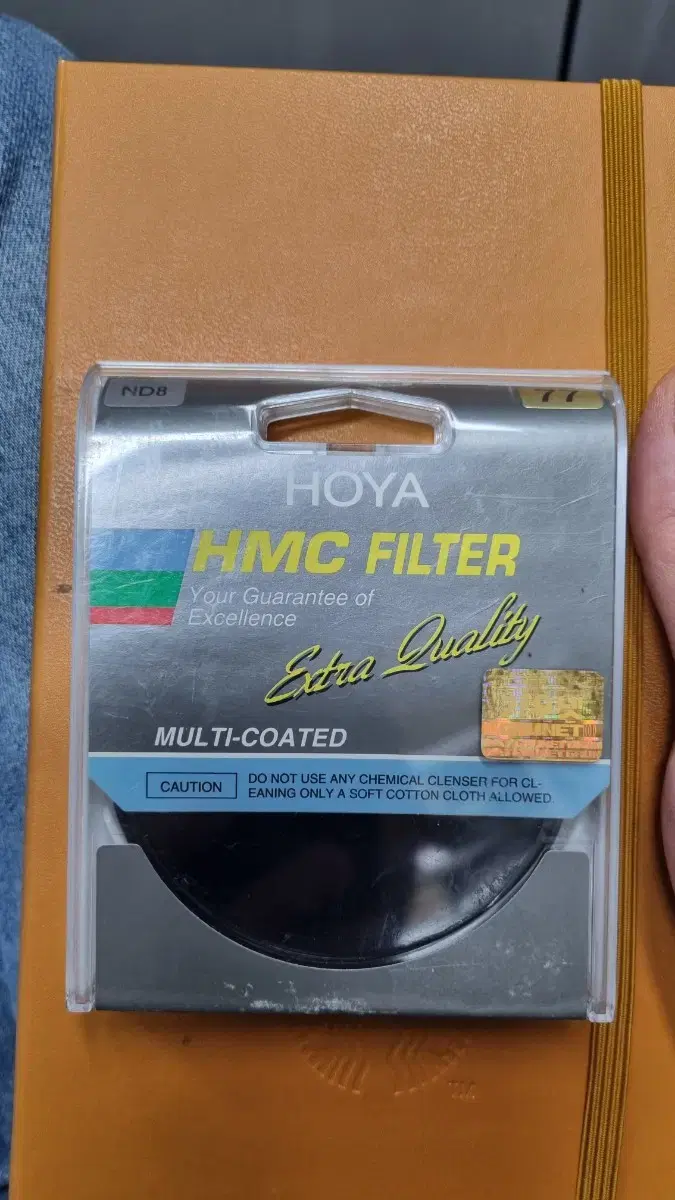 ND8
77
HOYA
HMC FILTER
Your Guarantee of
Excellence
Extra Quality
MULTI-COATED
CAUTION
DO NOT USE ANY CHEMICAL CLENSER FOR CL-
EANING ONLY A SOFT COTTON CLOTH ALLOWED.
TM